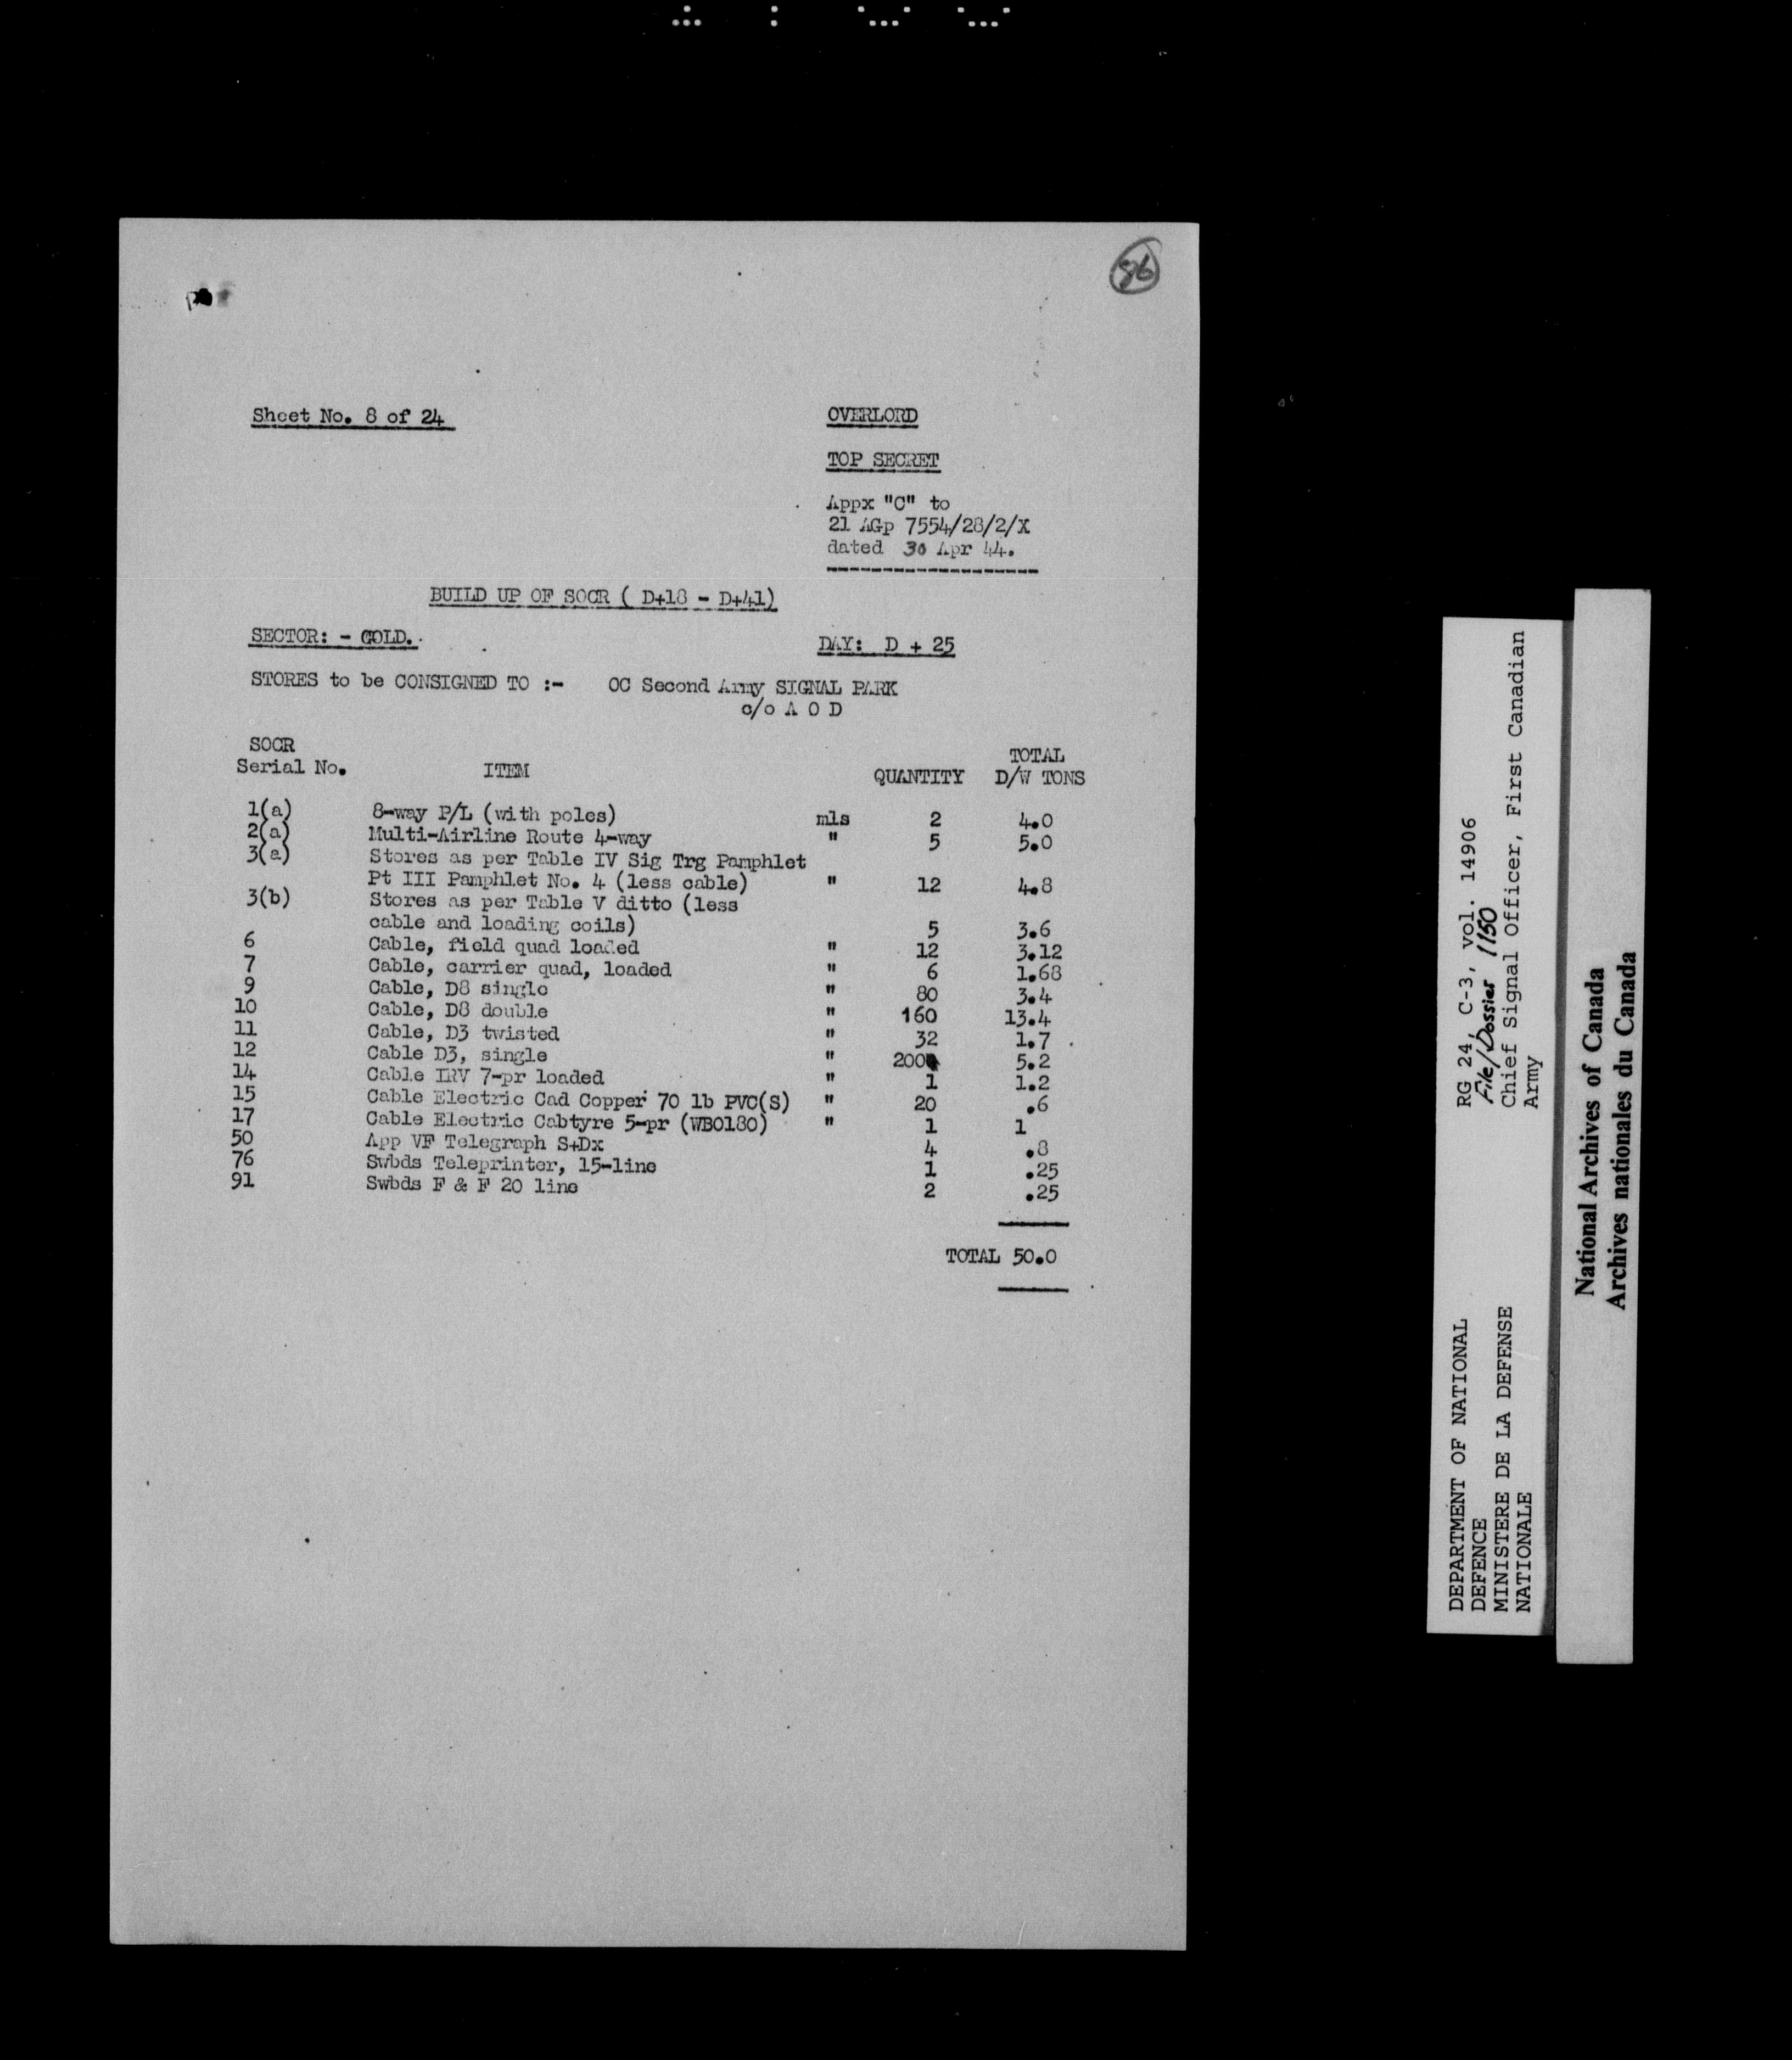 86
Sheet No. 8 of 24
OVERLORD
TOP SECRET
Appx "C" to
21 AGp 7554/28/2/X
dated 30 Apr 44.
BUILD UP OF SOCR ( D+18 - D+41)
SECTOR: - GOLD.
DAY: D + 25
STORES to be CONSIGNED TO :- OC Second Army SIGNAL PARK
c/o A O D
SOCR
Serial No. ITEM QUANTITY TOTAL D/W TONS
1(a) 8-way P/L (with poles) mls 2 4.0
2(a) Multi-Airline Route 4-way " 5 5.0
3(a) Stores as per Table IV Sig Trg Pamphlet
Pt III Pamphlet No. 4 (less cable) " 12 4.8
3(b) Stores as per Table V ditto (less
cable and loading coils) 5 3.6
6 Cable, field quad loaded " 12 3.12
7 Cable, carrier quad, loaded " 6 1.68
9 Cable, D8 single " 80 3.4
10 Cable, D8 double " 160 13.4
11 Cable, D3 twisted " 32 1.7
12 Cable D3, single " 200 5.2
14 Cable IRV 7-pr loaded " 1 1.2
15 Cable Electric Cad Copper 70 lb PVC(S) " 20 .6
17 Cable Electric Cabtyre 5-pr (WB0180) " 1 1
50 App VF Telegraph S+Dx 4 .8
76 Swbds Teleprinter, 15-line 1 .25
91 Swbds F & F 20 line 2 .25
TOTAL 50.0
DEPARTMENT OF NATIONAL
DEFENCE
MINISTERE DE LA DEFENSE
NATIONALE
RG 24, C-3, vol. 14906
File/Dossier 1150
Chief Signal Officer, First Canadian
Army
National Archives of Canada
Archives nationales du Canada